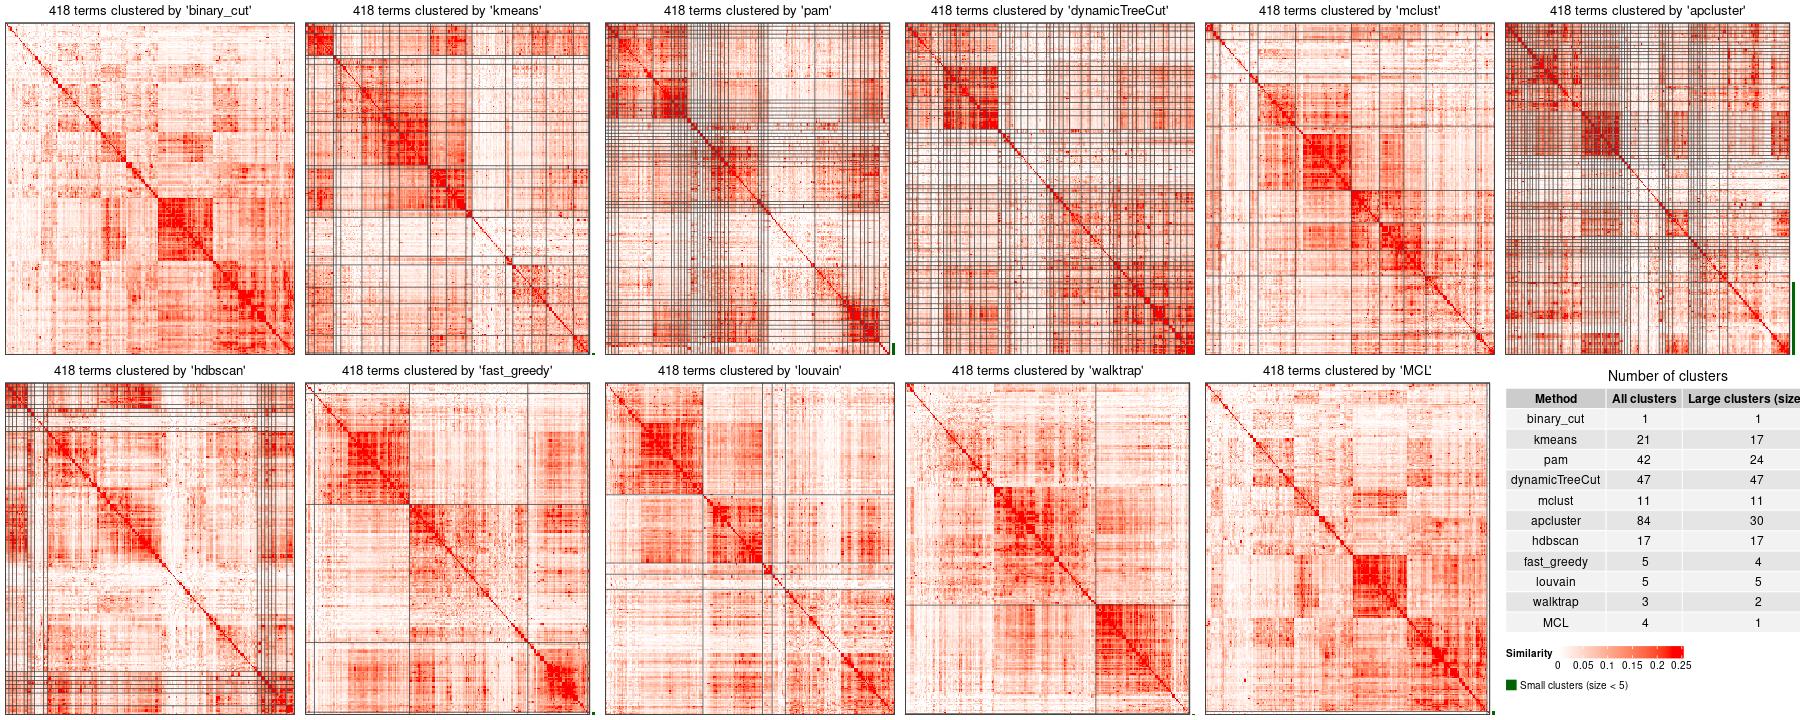 418 terms clustered by 'binary_cut'
418 terms clustered by 'kmeans'
418 terms clustered by 'pam'
418 terms clustered by 'dynamicTreeCut'
418 terms clustered by 'mclust'
418 terms clustered by 'apcluster'
418 terms clustered by 'hdbscan'
418 terms clustered by 'fast_greedy'
418 terms clustered by 'louvain'
418 terms clustered by 'walktrap'
418 terms clustered by 'MCL'
Number of clusters
Method All clusters Large clusters (size
binary_cut 1 1
kmeans 21 17
pam 42 24
dynamicTreeCut 47 47
mclust 11 11
apcluster 84 30
hdbscan 17 17
fast_greedy 5 4
louvain 5 5
walktrap 3 2
MCL 4 1
Similarity
0 0.05 0.1 0.15 0.2 0.25
Small clusters (size < 5)